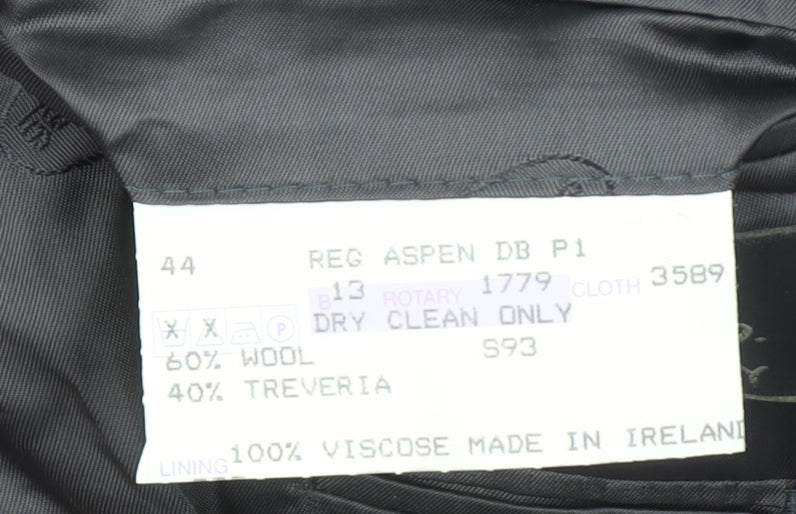 44 REG ASPEN DB P1
B 13 ROTARY 1779 CLOTH 3589
DRY CLEAN ONLY
P
60% WOOL S93
40% TREVERIA
LINING 100% VISCOSE MADE IN IRELAND